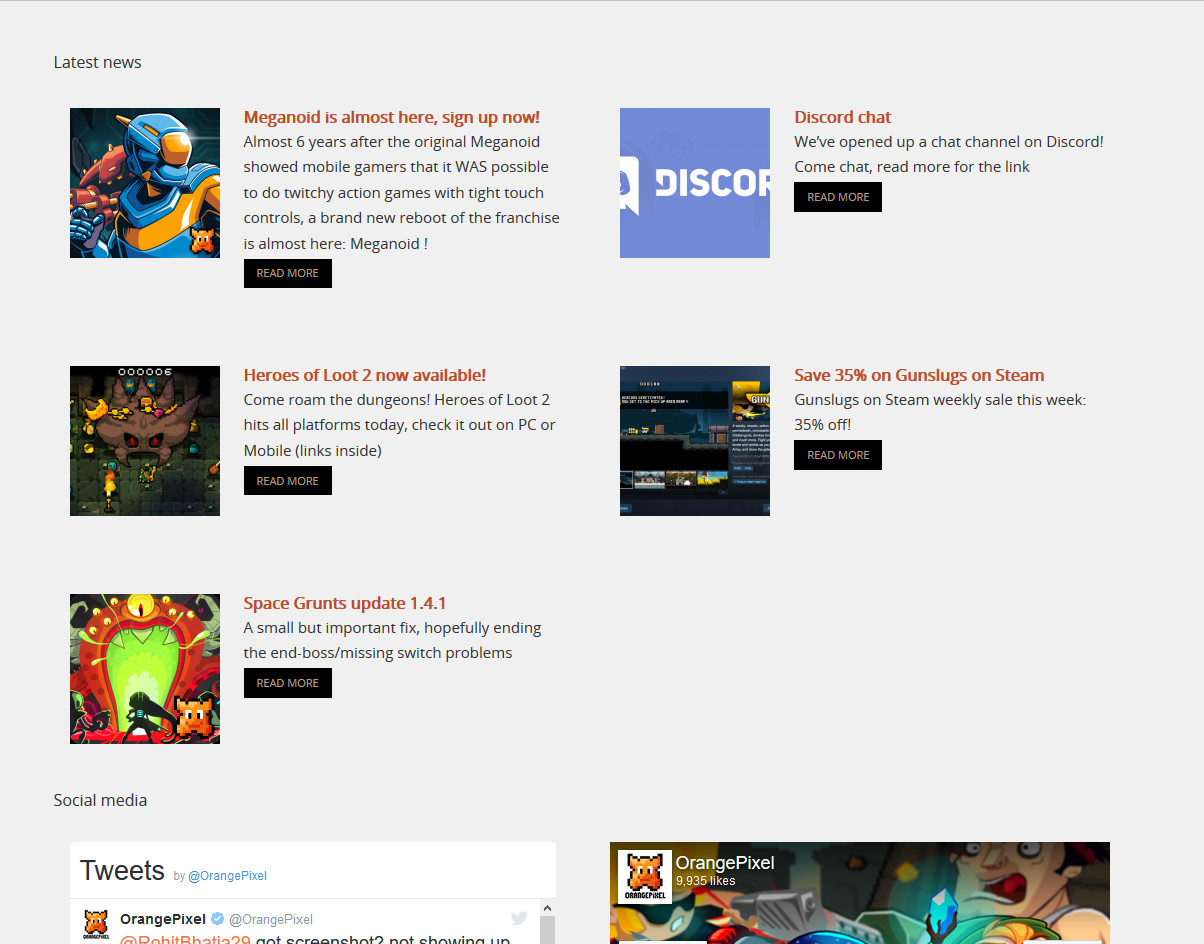 Latest news
Meganoid is almost here, sign up now!
Almost 6 years after the original Meganoid
showed mobile gamers that it WAS possible
to do twitchy action games with tight touch
controls, a brand new reboot of the franchise
is almost here: Meganoid !
READ MORE
DISCOR
Discord chat
We’ve opened up a chat channel on Discord!
Come chat, read more for the link
READ MORE
000006
Heroes of Loot 2 now available!
Come roam the dungeons! Heroes of Loot 2
hits all platforms today, check it out on PC or
Mobile (links inside)
READ MORE
GUN
Save 35% on Gunslugs on Steam
Gunslugs on Steam weekly sale this week:
35% off!
READ MORE
Space Grunts update 1.4.1
A small but important fix, hopefully ending
the end-boss/missing switch problems
READ MORE
Social media
Tweets by @OrangePixel
ORANGEPIXEL
OrangePixel @OrangePixel
@RohitBhatia29 got screenshot? not showing up
ORANGEPIXEL
OrangePixel
9,935 likes